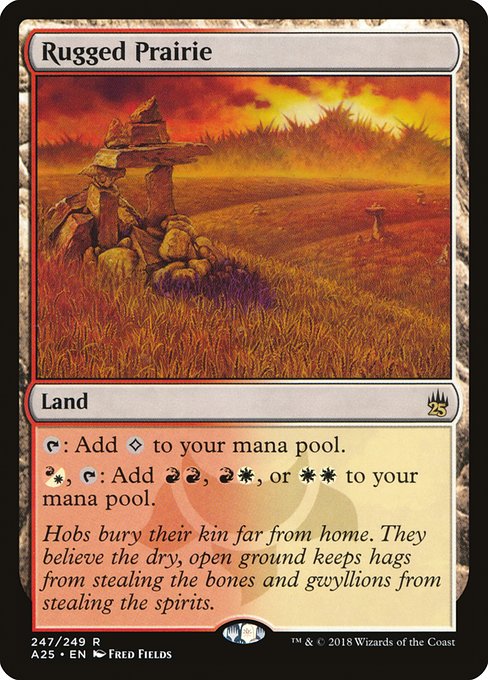 Rugged Prairie
Land
25
: Add to your mana pool.
, : Add , , or to your
mana pool.
Hobs bury their kin far from home. They
believe the dry, open ground keeps hags
from stealing the bones and gwyllions from
stealing the spirits.
247/249 R
A25 • EN FRED FIELDS
™ & © 2018 Wizards of the Coast